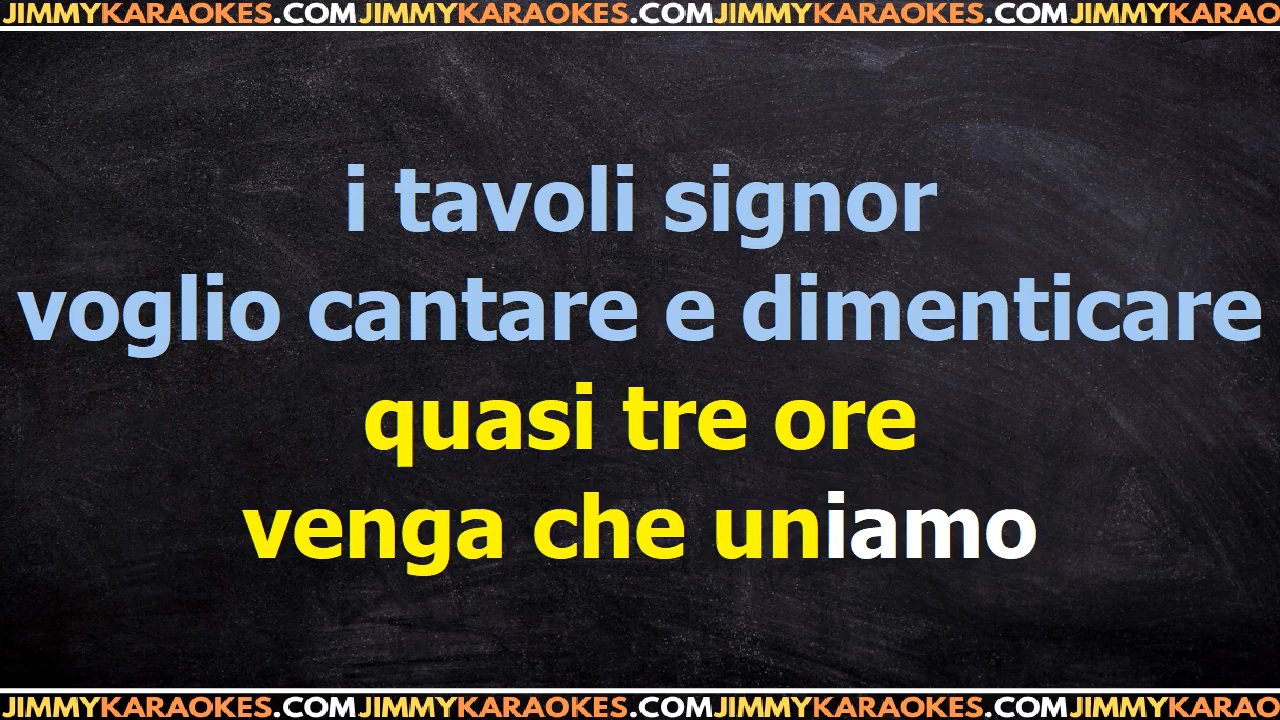 JIMMYKARAOKES.COMJIMMYKARAOKES.COMJIMMYKARAOKES.COMJIMMYKARAO
i tavoli signor
voglio cantare e dimenticare
quasi tre ore
venga che uniamo
JIMMYKARAOKES.COMJIMMYKARAOKES.COMJIMMYKARAOKES.COMJIMMYKARAO